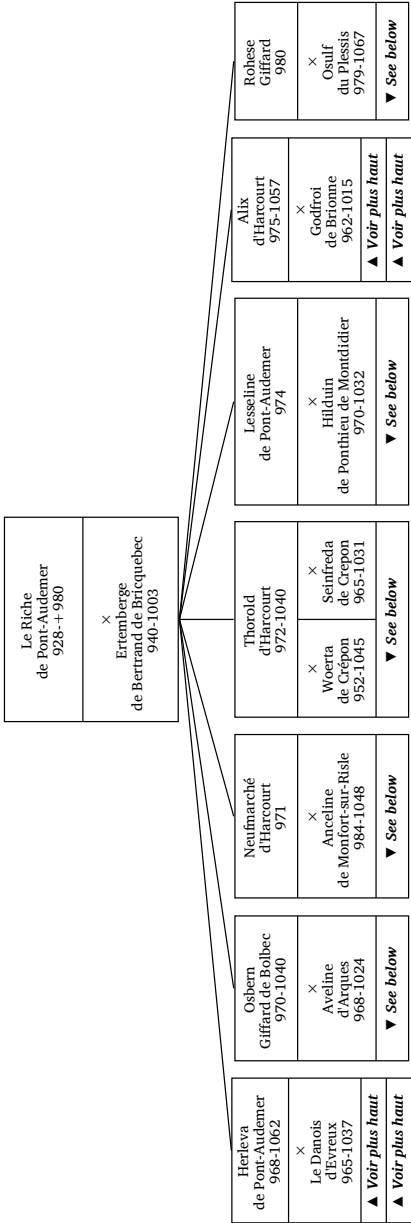 Le Riche
de Pont-Audemer
928-+ 980
×
Ertemberge
de Bertrand de Bricquebec
940-1003
Herleva
de Pont-Audemer
968-1062
×
Le Danois
d'Evreux
965-1037
▲ Voir plus haut
▲ Voir plus haut
Osbern
Giffard de Bolbec
970-1040
×
Aveline
d'Arques
968-1024
▼ See below
Neufmarché
d'Harcourt
971
×
Anceline
de Monfort-sur-Risle
984-1048
▼ See below
Thorold
d'Harcourt
972-1040
×
Woerta
de Crépon
952-1045
×
Seinfreda
de Crepon
965-1031
▼ See below
Lesseline
de Pont-Audemer
974
×
Hilduin
de Ponthieu de Montdidier
970-1032
▼ See below
Alix
d'Harcourt
975-1057
×
Godfroi
de Brionne
962-1015
▲ Voir plus haut
▲ Voir plus haut
Rohese
Giffard
980
×
Osulf
du Plessis
979-1067
▼ See below